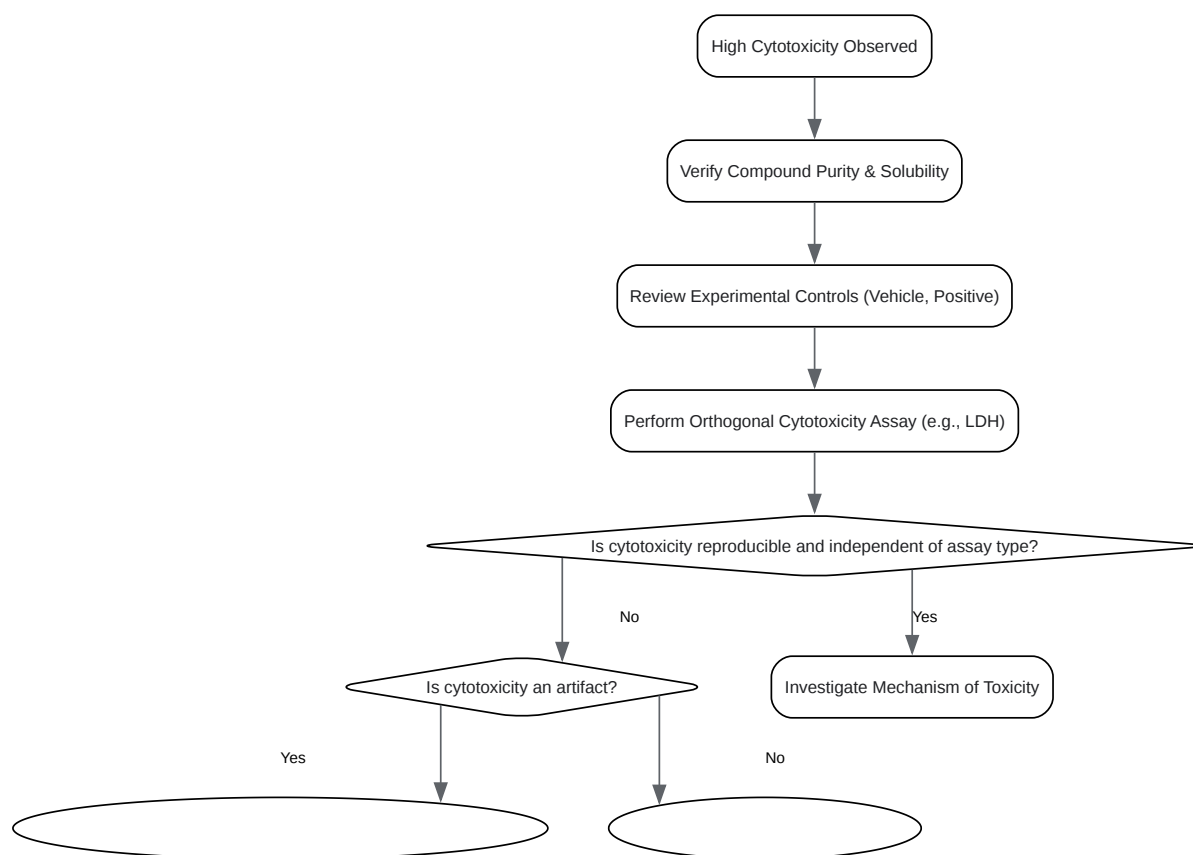 High Cytotoxicity Observed
Verify Compound Purity & Solubility
Review Experimental Controls (Vehicle, Positive)
Perform Orthogonal Cytotoxicity Assay (e.g., LDH)
Is cytotoxicity reproducible and independent of assay type?
No
Yes
Is cytotoxicity an artifact?
Investigate Mechanism of Toxicity
Yes
No